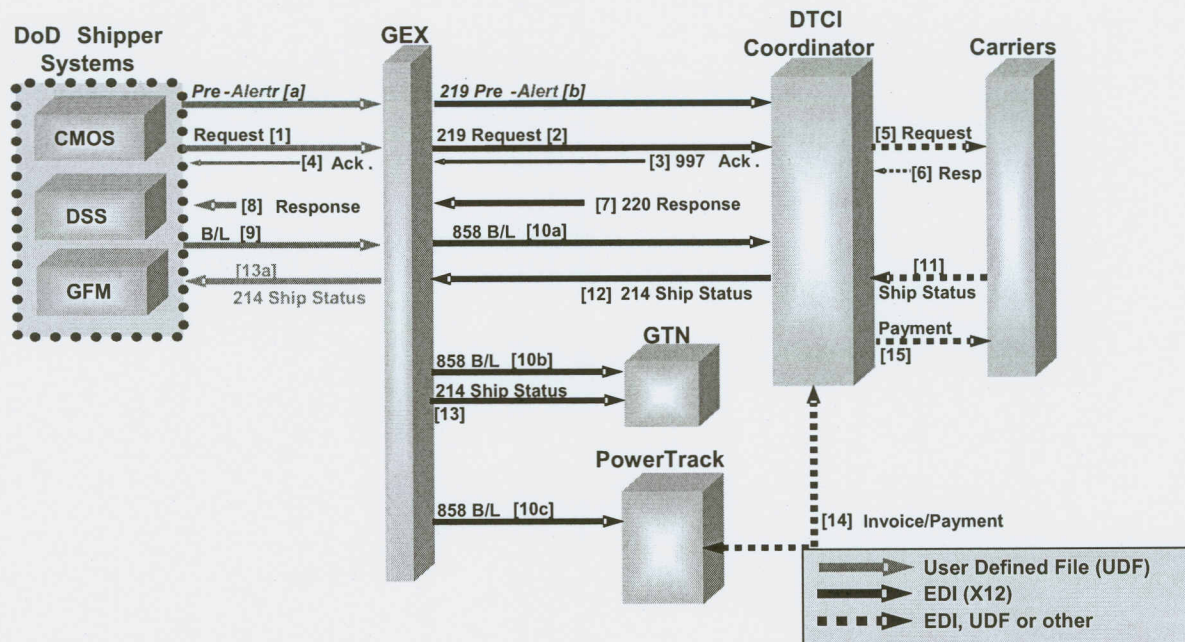 DoD Shipper
Systems
GEX
DTCI
Coordinator
Carriers
Pre-Alertr [a]
219 Pre-Alert [b]
CMOS
Request [1]
219 Request [2]
[5] Request
[4] Ack.
[3] 997 Ack.
[6] Resp
DSS
[8] Response
[7] 220 Response
B/L [9]
858 B/L [10a]
GFM
[13a]
214 Ship Status
[12] 214 Ship Status
[11]
Ship Status
Payment
[15]
GTN
858 B/L [10b]
214 Ship Status
[13]
PowerTrack
858 B/L [10c]
[14] Invoice/Payment
User Defined File (UDF)
EDI (X12)
EDI, UDF or other